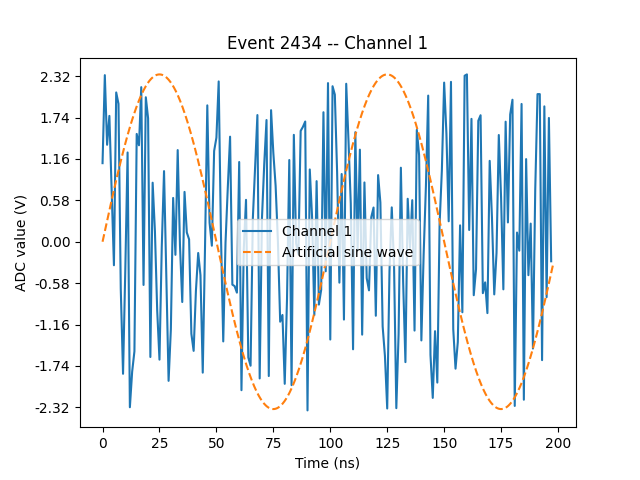 Event 2434 -- Channel 1
ADC value (V)
2.32
1.74
1.16
0.58
0.00
-0.58
-1.16
-1.74
-2.32
Channel 1
Artificial sine wave
0 25 50 75 100 125 150 175 200
Time (ns)